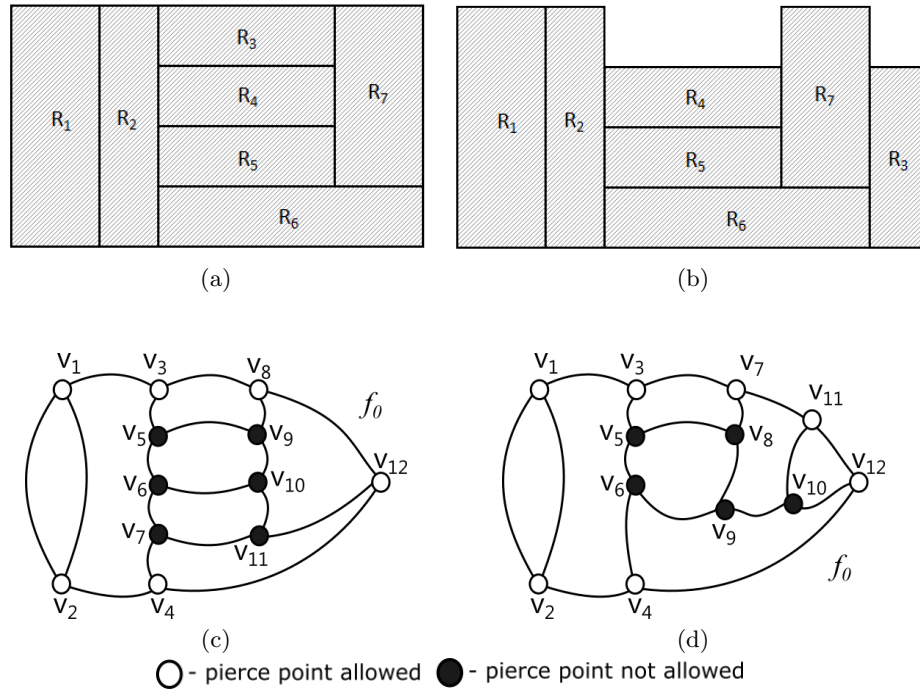 R3
R1 R2 R4 R7
R5
R6
(a)
R1 R2 R4 R7
R5 R3
R6
(b)
v1 v3 v8
f0
v5 v9
v12
v6 v10
v7 v11
v2 v4
(c)
v1 v3 v7
v11
v5 v8
v12
v6 v10
v9
f0
v2 v4
(d)
- pierce point allowed - pierce point not allowed